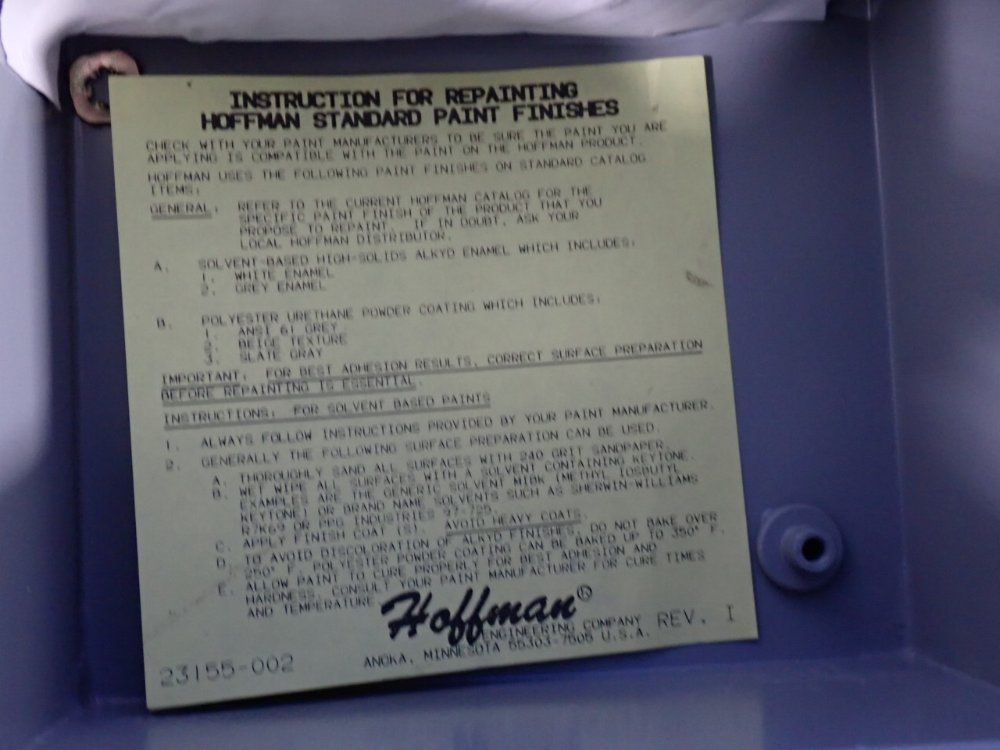 INSTRUCTION FOR REPAINTING
HOFFMAN STANDARD PAINT FINISHES
CHECK WITH YOUR PAINT MANUFACTURERS TO BE SURE THE PAINT YOU ARE
APPLYING IS COMPATIBLE WITH THE PAINT ON THE HOFFMAN PRODUCT.
HOFFMAN USES THE FOLLOWING PAINT FINISHES ON STANDARD CATALOG
ITEMS:
GENERAL: REFER TO THE CURRENT HOFFMAN CATALOG FOR THE
SPECIFIC PAINT FINISH OF THE PRODUCT THAT YOU
PROPOSE TO REPAINT. IF IN DOUBT, ASK YOUR
LOCAL HOFFMAN DISTRIBUTOR.
A. SOLVENT-BASED HIGH-SOLIDS ALKYD ENAMEL WHICH INCLUDES:
1. WHITE ENAMEL
2. GREY ENAMEL
B. POLYESTER URETHANE POWDER COATING WHICH INCLUDES:
1. ANSI 61 GREY
2. BEIGE TEXTURE
3. SLATE GRAY
IMPORTANT: FOR BEST ADHESION RESULTS, CORRECT SURFACE PREPARATION
BEFORE REPAINTING IS ESSENTIAL.
INSTRUCTIONS: FOR SOLVENT BASED PAINTS
1. ALWAYS FOLLOW INSTRUCTIONS PROVIDED BY YOUR PAINT MANUFACTURER.
2. GENERALLY THE FOLLOWING SURFACE PREPARATION CAN BE USED.
A. THOROUGHLY SAND ALL SURFACES WITH 240 GRIT SANDPAPER.
B. WET WIPE ALL SURFACES WITH A SOLVENT CONTAINING KEYTONE.
EXAMPLES ARE THE GENERIC SOLVENT MIBK (METHYL IOSBUTYL
KEYTONE) OR BRAND NAME SOLVENTS SUCH AS SHERWIN-WILLIAMS
R7K69 OR PPG INDUSTRIES 97-725.
C. APPLY FINISH COAT (S). AVOID HEAVY COATS.
D. TO AVOID DISCOLORATION OF ALKYD FINISHES, DO NOT BAKE OVER
250° F. POLYESTER POWDER COATING CAN BE BAKED UP TO 350° F.
E. ALLOW PAINT TO CURE PROPERLY FOR BEST ADHESION AND
HARDNESS. CONSULT YOUR PAINT MANUFACTURER FOR CURE TIMES
AND TEMPERATURE
Hoffman®
ENGINEERING COMPANY REV. I
23155-002 ANOKA, MINNESOTA 55303-7505 U.S.A.